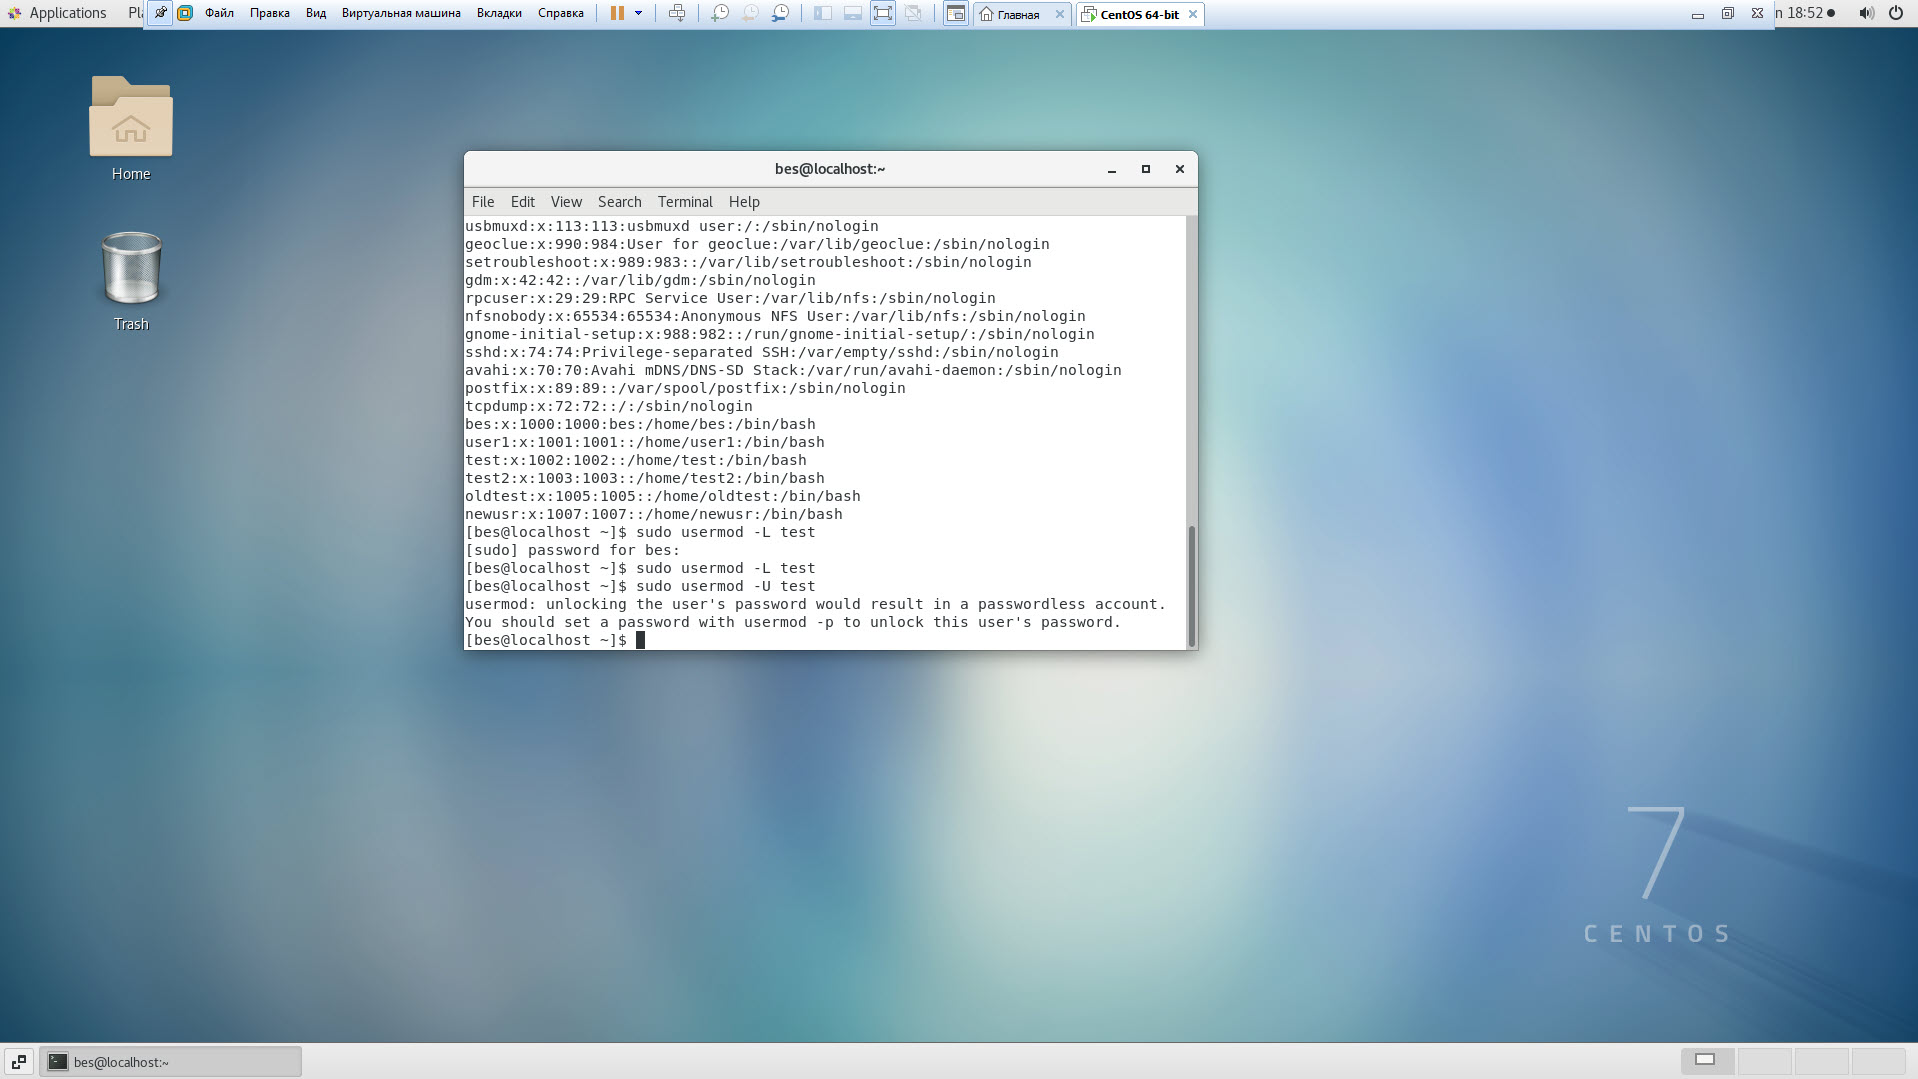 Applications
Файл Правка Вид Виртуальная машина Вкладки Справка
Главная
CentOS 64-bit
18:52
Home
Trash
bes@localhost:~
File Edit View Search Terminal Help
usbmuxd:x:113:113:usbmuxd user:/:/sbin/nologin
geoclue:x:990:984:User for geoclue:/var/lib/geoclue:/sbin/nologin
setroubleshoot:x:989:983::/var/lib/setroubleshoot:/sbin/nologin
gdm:x:42:42::/var/lib/gdm:/sbin/nologin
rpcuser:x:29:29:RPC Service User:/var/lib/nfs:/sbin/nologin
nfsnobody:x:65534:65534:Anonymous NFS User:/var/lib/nfs:/sbin/nologin
gnome-initial-setup:x:988:982::/run/gnome-initial-setup/:/sbin/nologin
sshd:x:74:74:Privilege-separated SSH:/var/empty/sshd:/sbin/nologin
avahi:x:70:70:Avahi mDNS/DNS-SD Stack:/var/run/avahi-daemon:/sbin/nologin
postfix:x:89:89::/var/spool/postfix:/sbin/nologin
tcpdump:x:72:72::/:/sbin/nologin
bes:x:1000:1000:bes:/home/bes:/bin/bash
user1:x:1001:1001::/home/user1:/bin/bash
test:x:1002:1002::/home/test:/bin/bash
test2:x:1003:1003::/home/test2:/bin/bash
oldtest:x:1005:1005::/home/oldtest:/bin/bash
newusr:x:1007:1007::/home/newusr:/bin/bash
[bes@localhost ~]$ sudo usermod -L test
[sudo] password for bes:
[bes@localhost ~]$ sudo usermod -L test
[bes@localhost ~]$ sudo usermod -U test
usermod: unlocking the user's password would result in a passwordless account.
You should set a password with usermod -p to unlock this user's password.
[bes@localhost ~]$
7
CENTOS
bes@localhost:~